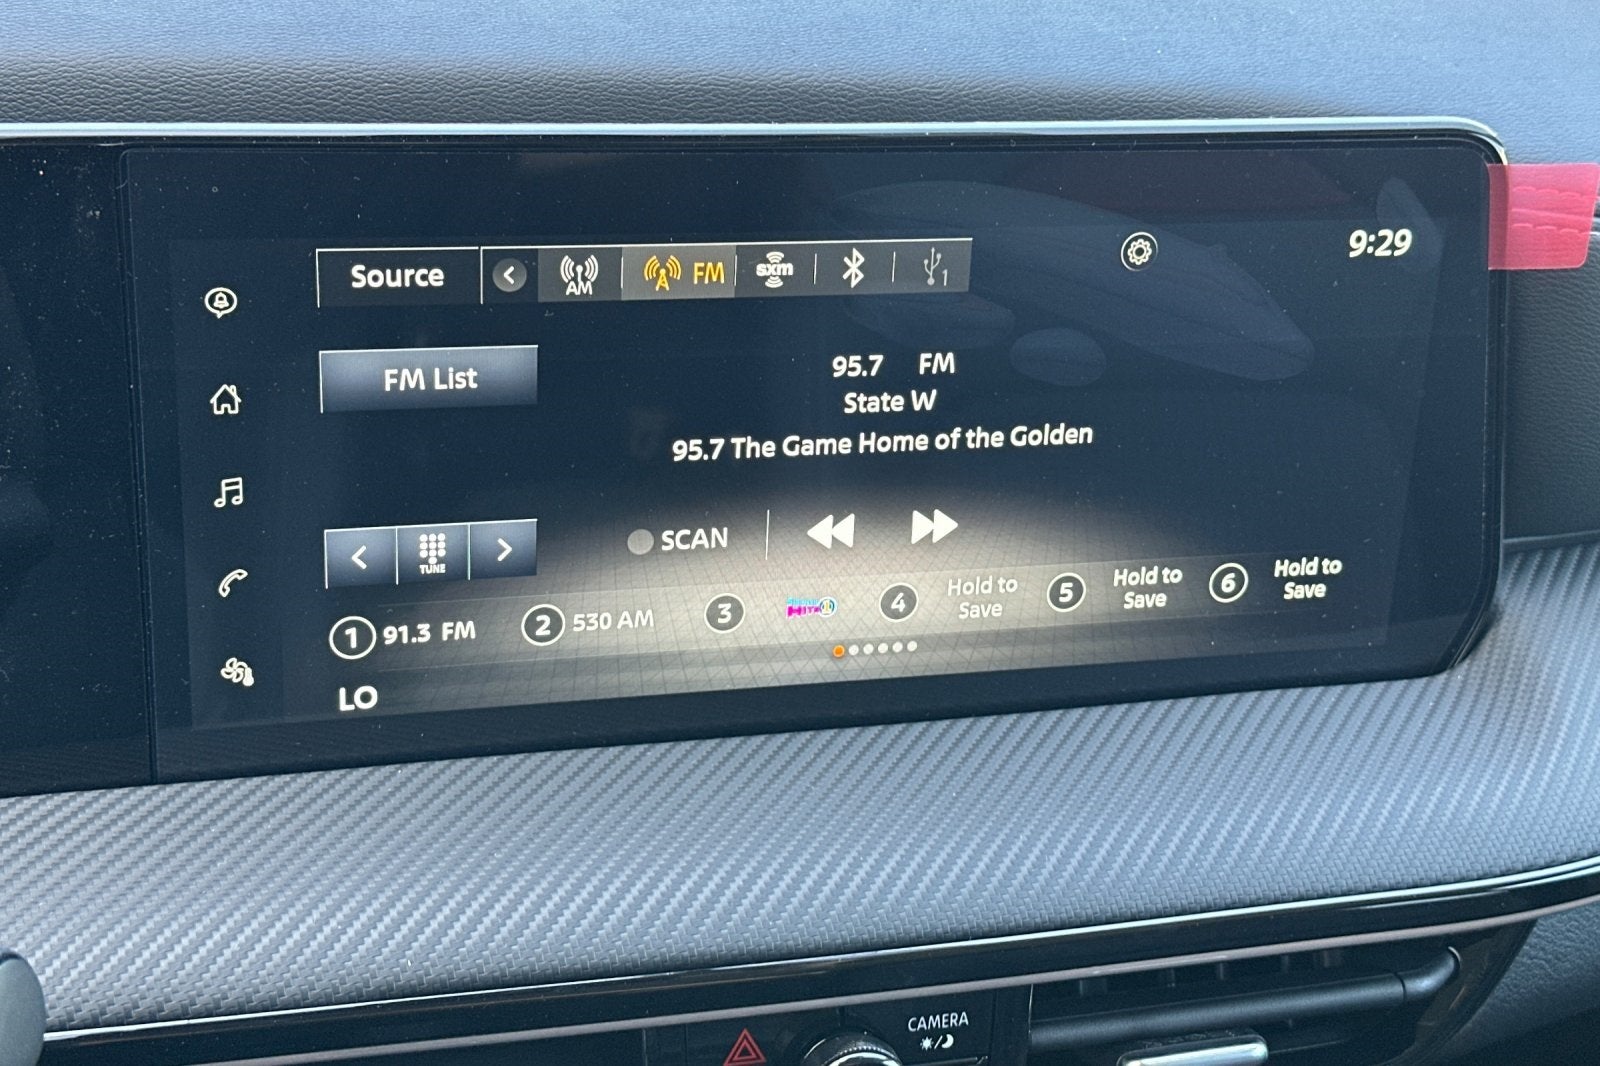 9:29
Source
AM
FM
sxm
1
FM List
95.7 FM
State W
95.7 The Game Home of the Golden
TUNE
SCAN
1 91.3 FM
2 530 AM
3
4 Hold to
Save
5 Hold to
Save
6 Hold to
Save
LO
CAMERA